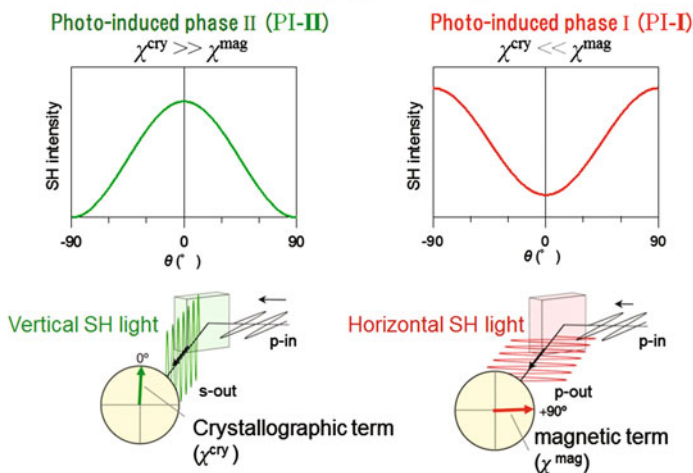 Photo-induced phase II (PI-II)
χcry >> χmag
SH intensity
-90
0
90
θ(°)
Photo-induced phase I (PI-I)
χcry << χmag
SH intensity
-90
0
90
θ(°)
Vertical SH light
p-in
0°
s-out
Crystallographic term
(χcry)
Horizontal SH light
p-in
p-out
+90°
magnetic term
(χmag)